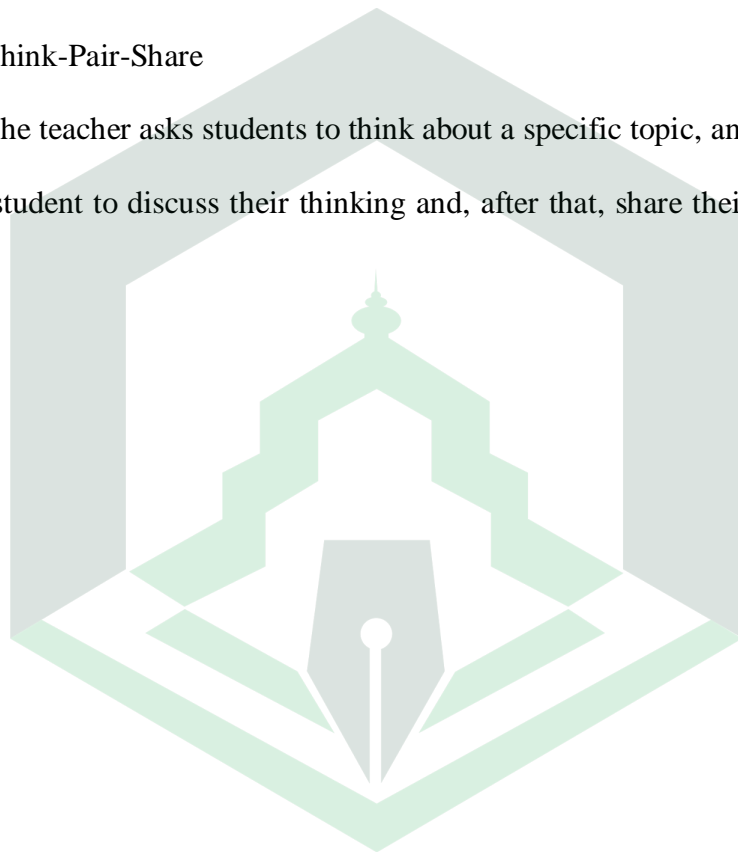 hink-Pair-Share
he teacher asks students to think about a specific topic, an
student to discuss their thinking and, after that, share thei